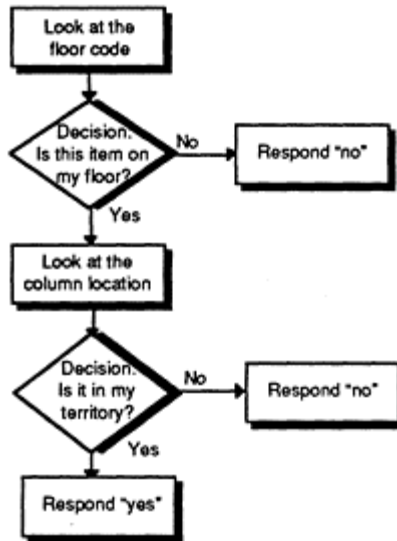 Look at the
floor code
Decision:
Is this item on
my floor?
No
Respond "no"
Yes
Look at the
column location
Decision:
Is it in my
territory?
No
Respond "no"
Yes
Respond "yes"